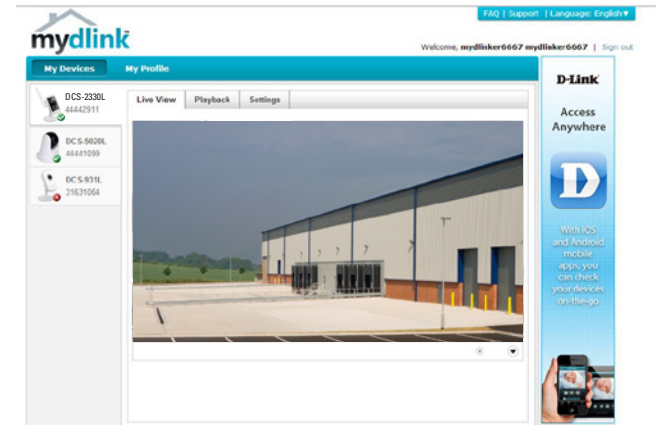 FAQ | Support | Language: English▼
mydlink
Welcome, mydlinker6667 mydlinker6667 | Sign out
My Devices My Profile
DCS-2330L
44442911
DCS-5020L
44441099
DCS-931L
31631064
Live View Playback Settings
D-Link
Access
Anywhere
D
With iOS
and Android
mobile
apps, you
can check
your devices
on-the-go